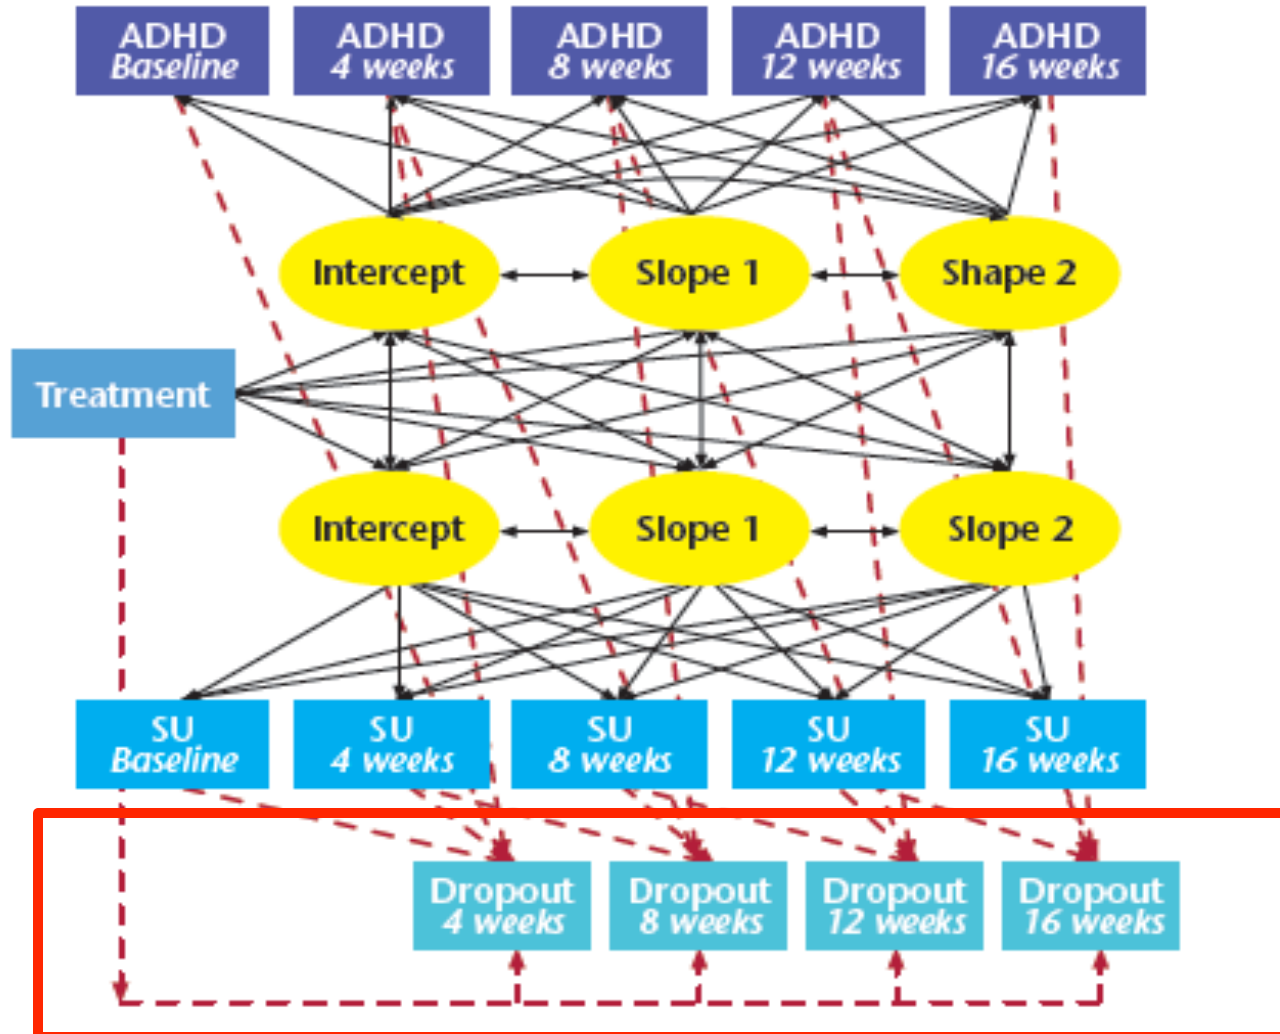 ADHD
Baseline
ADHD
4 weeks
ADHD
8 weeks
ADHD
12 weeks
ADHD
16 weeks
Intercept
Slope 1
Shape 2
Treatment
Intercept
Slope 1
Slope 2
SU
Baseline
SU
4 weeks
SU
8 weeks
SU
12 weeks
SU
16 weeks
Dropout
4 weeks
Dropout
8 weeks
Dropout
12 weeks
Dropout
16 weeks